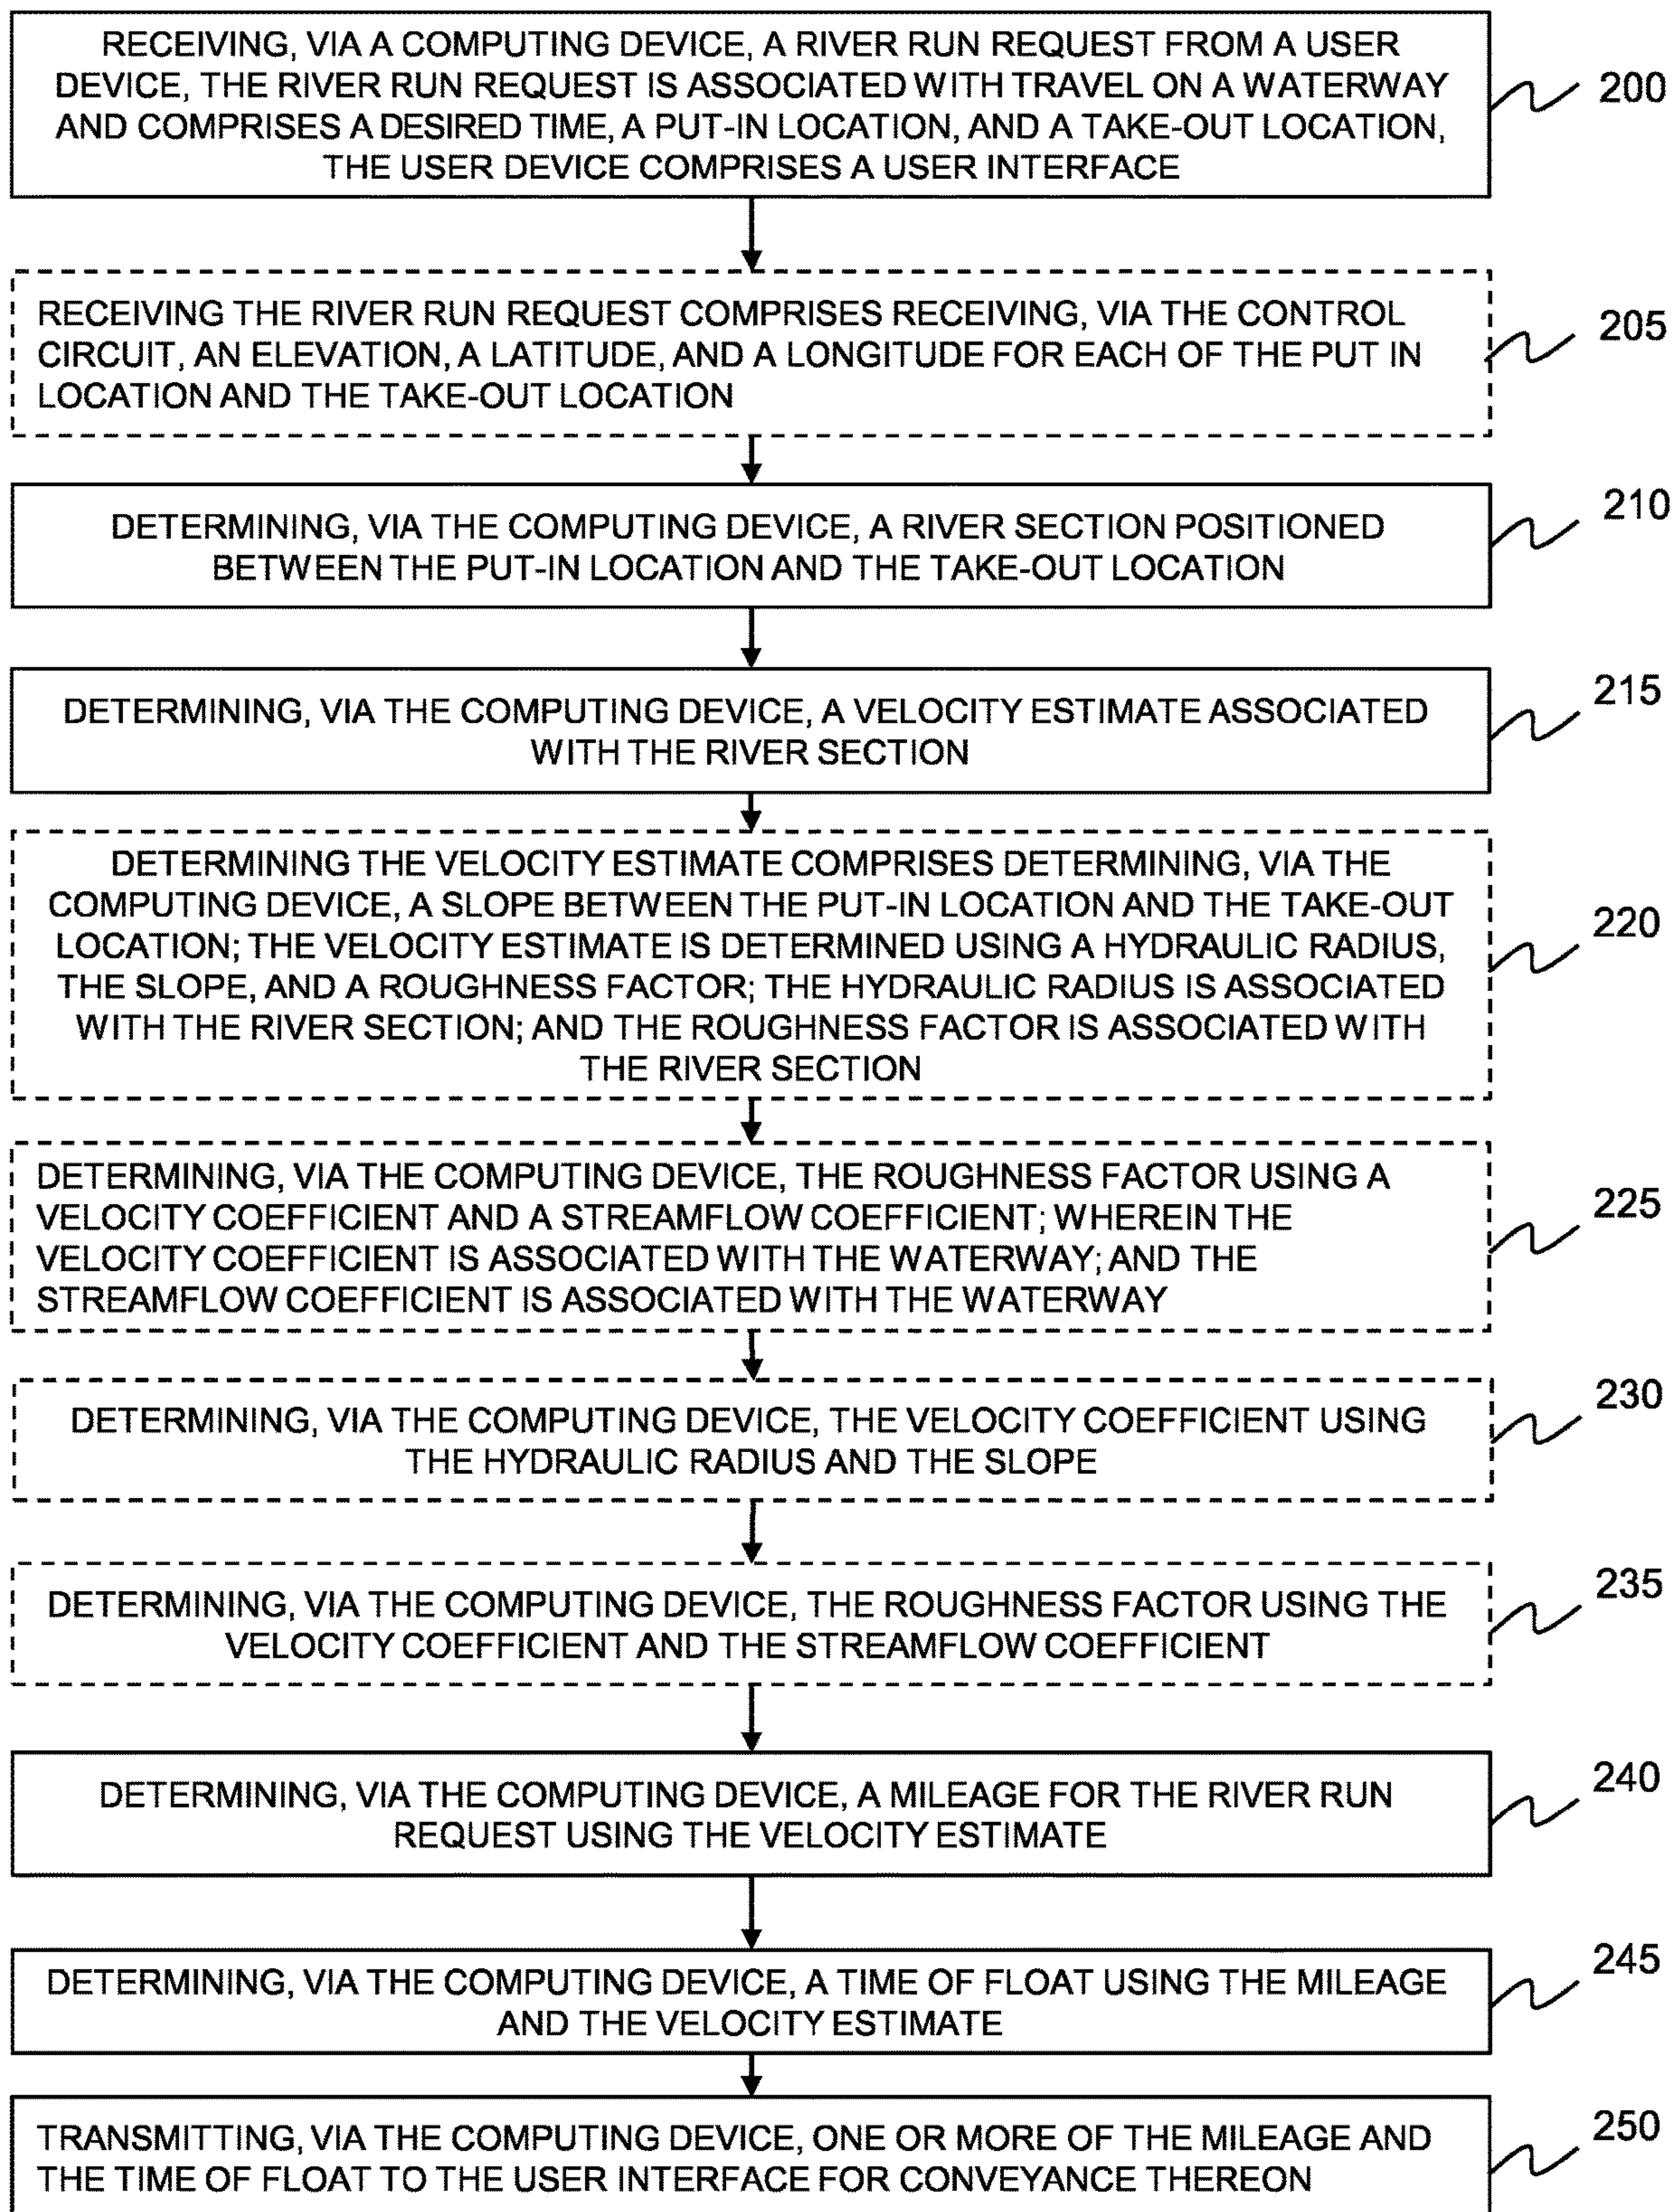 RECEIVING, VIA A COMPUTING DEVICE, A RIVER RUN REQUEST FROM A USER
DEVICE, THE RIVER RUN REQUEST IS ASSOCIATED WITH TRAVEL ON A WATERWAY
AND COMPRISES A DESIRED TIME, A PUT-IN LOCATION, AND A TAKE-OUT LOCATION,
THE USER DEVICE COMPRISES A USER INTERFACE
200
RECEIVING THE RIVER RUN REQUEST COMPRISES RECEIVING, VIA THE CONTROL
CIRCUIT, AN ELEVATION, A LATITUDE, AND A LONGITUDE FOR EACH OF THE PUT IN
LOCATION AND THE TAKE-OUT LOCATION
205
DETERMINING, VIA THE COMPUTING DEVICE, A RIVER SECTION POSITIONED
BETWEEN THE PUT-IN LOCATION AND THE TAKE-OUT LOCATION
210
DETERMINING, VIA THE COMPUTING DEVICE, A VELOCITY ESTIMATE ASSOCIATED
WITH THE RIVER SECTION
215
DETERMINING THE VELOCITY ESTIMATE COMPRISES DETERMINING, VIA THE
COMPUTING DEVICE, A SLOPE BETWEEN THE PUT-IN LOCATION AND THE TAKE-OUT
LOCATION; THE VELOCITY ESTIMATE IS DETERMINED USING A HYDRAULIC RADIUS,
THE SLOPE, AND A ROUGHNESS FACTOR; THE HYDRAULIC RADIUS IS ASSOCIATED
WITH THE RIVER SECTION; AND THE ROUGHNESS FACTOR IS ASSOCIATED WITH
THE RIVER SECTION
220
DETERMINING, VIA THE COMPUTING DEVICE, THE ROUGHNESS FACTOR USING A
VELOCITY COEFFICIENT AND A STREAMFLOW COEFFICIENT; WHEREIN THE
VELOCITY COEFFICIENT IS ASSOCIATED WITH THE WATERWAY; AND THE
STREAMFLOW COEFFICIENT IS ASSOCIATED WITH THE WATERWAY
225
DETERMINING, VIA THE COMPUTING DEVICE, THE VELOCITY COEFFICIENT USING
THE HYDRAULIC RADIUS AND THE SLOPE
230
DETERMINING, VIA THE COMPUTING DEVICE, THE ROUGHNESS FACTOR USING THE
VELOCITY COEFFICIENT AND THE STREAMFLOW COEFFICIENT
235
DETERMINING, VIA THE COMPUTING DEVICE, A MILEAGE FOR THE RIVER RUN
REQUEST USING THE VELOCITY ESTIMATE
240
DETERMINING, VIA THE COMPUTING DEVICE, A TIME OF FLOAT USING THE MILEAGE
AND THE VELOCITY ESTIMATE
245
TRANSMITTING, VIA THE COMPUTING DEVICE, ONE OR MORE OF THE MILEAGE AND
THE TIME OF FLOAT TO THE USER INTERFACE FOR CONVEYANCE THEREON
250